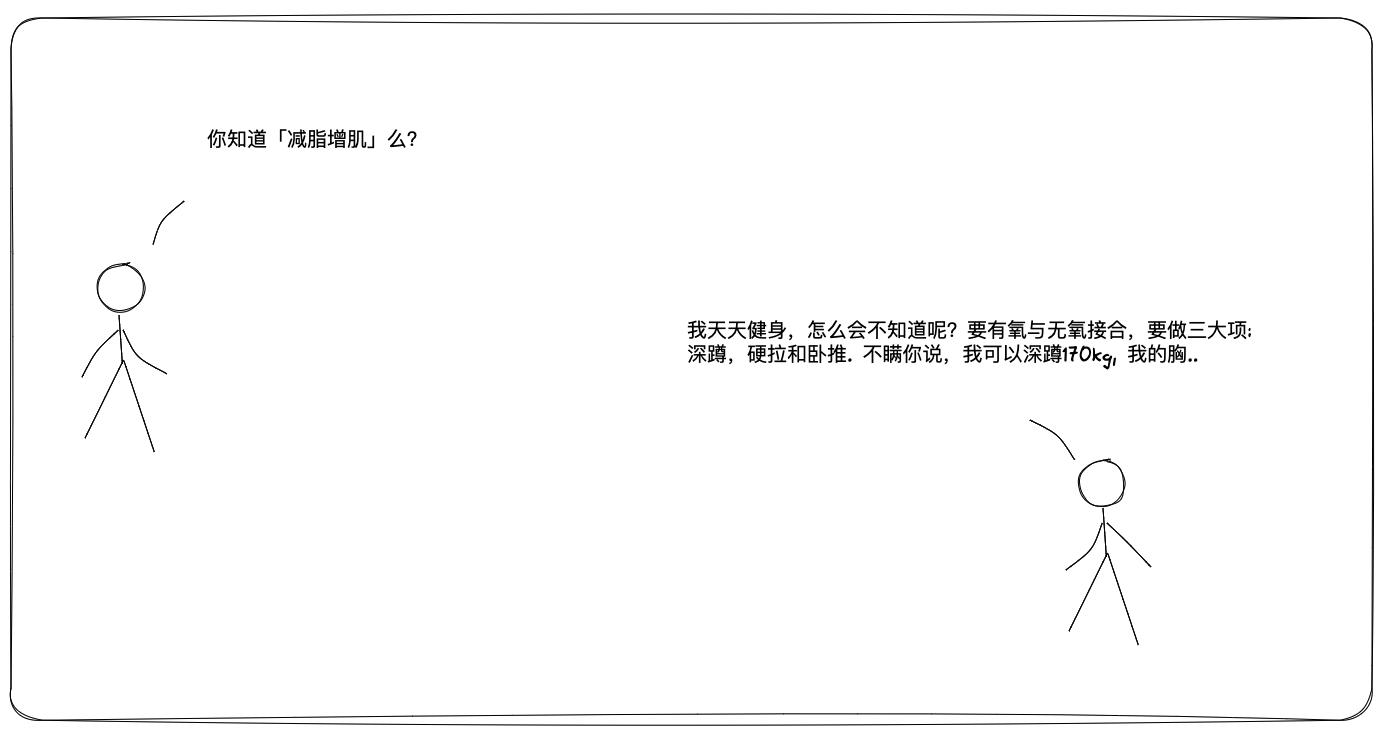 你知道「减脂增肌」么?
我天天健身，怎么会不知道呢？要有氧与无氧接合，要做三大项:
深蹲，硬拉和卧推. 不瞒你说，我可以深蹲170kg, 我的胸..